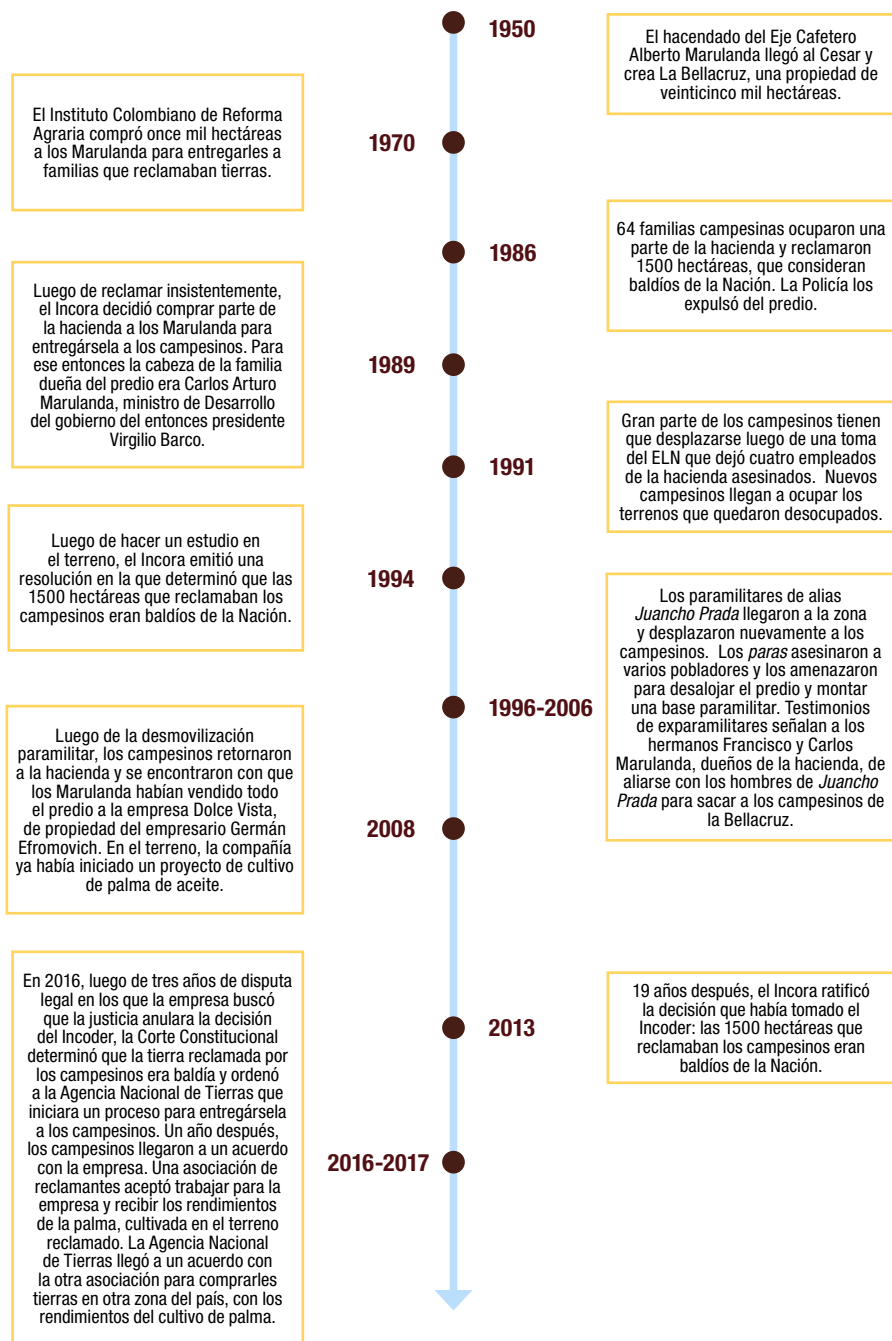 1950
El hacendado del Eje Cafetero
Alberto Marulanda llegó al Cesar y
crea La Bellacruz, una propiedad de
veinticinco mil hectáreas.
El Instituto Colombiano de Reforma
Agraria compró once mil hectáreas
a los Marulanda para entregarles a
familias que reclamaban tierras.
1970
1986
64 familias campesinas ocuparon una
parte de la hacienda y reclamaron
1500 hectáreas, que consideran
baldíos de la Nación. La Policía los
expulsó del predio.
Luego de reclamar insistentemente,
el Incora decidió comprar parte de
la hacienda a los Marulanda para
entregársela a los campesinos. Para
ese entonces la cabeza de la familia
dueña del predio era Carlos Arturo
Marulanda, ministro de Desarrollo
del gobierno del entonces presidente
Virgilio Barco.
1989
1991
Gran parte de los campesinos tienen
que desplazarse luego de una toma
del ELN que dejó cuatro empleados
de la hacienda asesinados. Nuevos
campesinos llegan a ocupar los
terrenos que quedaron desocupados.
Luego de hacer un estudio en
el terreno, el Incora emitió una
resolución en la que determinó que las
1500 hectáreas que reclamaban los
campesinos eran baldíos de la Nación.
1994
1996-2006
Los paramilitares de alias
Juancho Prada llegaron a la zona
y desplazaron nuevamente a los
campesinos. Los paras asesinaron a
varios pobladores y los amenazaron
para desalojar el predio y montar
una base paramilitar. Testimonios
de exparamilitares señalan a los
hermanos Francisco y Carlos
Marulanda, dueños de la hacienda, de
aliarse con los hombres de Juancho
Prada para sacar a los campesinos de
la Bellacruz.
Luego de la desmovilización
paramilitar, los campesinos retornaron
a la hacienda y se encontraron con que
los Marulanda habían vendido todo
el predio a la empresa Dolce Vista,
de propiedad del empresario Germán
Efromovich. En el terreno, la compañía
ya había iniciado un proyecto de cultivo
de palma de aceite.
2008
2013
19 años después, el Incora ratificó
la decisión que había tomado el
Incoder: las 1500 hectáreas que
reclamaban los campesinos eran
baldíos de la Nación.
En 2016, luego de tres años de disputa
legal en los que la empresa buscó
que la justicia anulara la decisión
del Incoder, la Corte Constitucional
determinó que la tierra reclamada por
los campesinos era baldía y ordenó
a la Agencia Nacional de Tierras que
iniciara un proceso para entregársela
a los campesinos. Un año después,
los campesinos llegaron a un acuerdo
con la empresa. Una asociación de
reclamantes aceptó trabajar para la
empresa y recibir los rendimientos
de la palma, cultivada en el terreno
reclamado. La Agencia Nacional
de Tierras llegó a un acuerdo con
la otra asociación para comprarles
tierras en otra zona del país, con los
rendimientos del cultivo de palma.
2016-2017